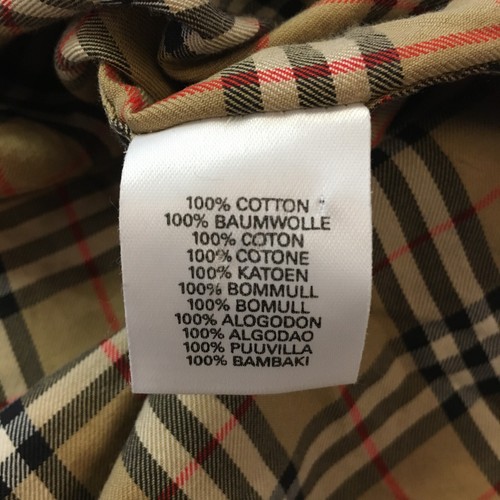 100% COTTON
100% BAUMWOLLE
100% COTON
100% COTONE
100% KATOEN
100% BOMMULL
100% BOMULL
100% ALOGODON
100% ALGODAO
100% PUUVILLA
100% BAMBAKI